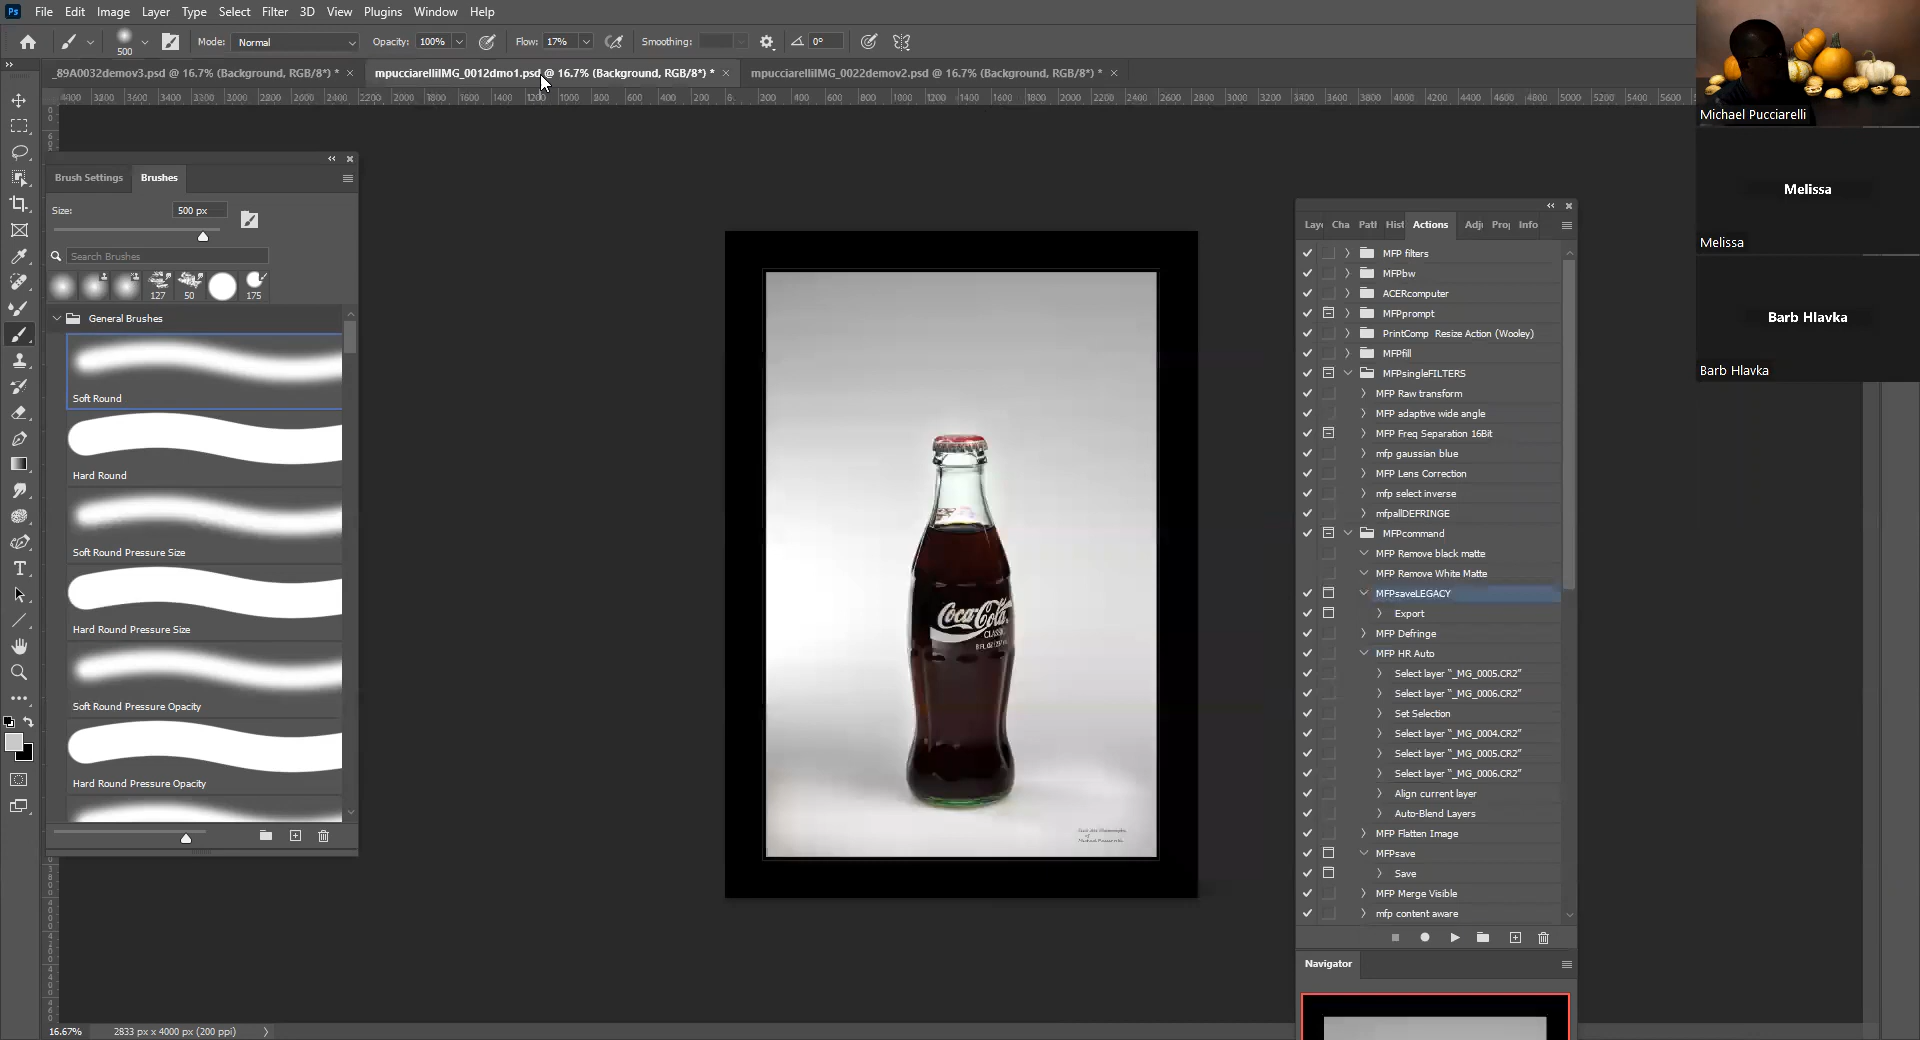 Ps File Edit Image Layer Type Select Filter 3D View Plugins Window Help
500 Mode: Normal Opacity: 100% Flow: 17% Smoothing: 0°
_89A0032demov3.psd @ 16.7% (Background, RGB/8*) * mpucciarelliIMG_0012dmo1.psd @ 16.7% (Background, RGB/8*) * mpucciarelliIMG_0022demov2.psd @ 16.7% (Background, RGB/8*) *
Brush Settings Brushes
Size: 500 px
Search Brushes
127 50 175
General Brushes
Soft Round
Hard Round
Soft Round Pressure Size
Hard Round Pressure Size
Soft Round Pressure Opacity
Hard Round Pressure Opacity
Coca-Cola
CLASSIC
8 FL OZ
Actions Info
MFP filters
MFPbw
ACERcomputer
MFPprompt
PrintComp Resize Action (Wooley)
MFPfill
MFPsingleFILTERS
MFP Raw transform
MFP adaptive wide angle
MFP Freq Separation 16Bit
mfp gaussian blue
MFP Lens Correction
mfp select inverse
mfpallDEFRINGE
MFPcommand
MFP Remove black matte
MFP Remove White Matte
MFPsaveLEGACY
Export
MFP Defringe
MFP HR Auto
Select layer “_MG_0005.CR2”
Select layer “_MG_0006.CR2”
Set Selection
Select layer “_MG_0004.CR2”
Select layer “_MG_0005.CR2”
Select layer “_MG_0006.CR2”
Align current layer
Auto-Blend Layers
MFP Flatten Image
MFPsave
Save
MFP Merge Visible
mfp content aware
Navigator
Michael Pucciarelli
Melissa
Melissa
Barb Hlavka
Barb Hlavka
16.67% 2833 px x 4000 px (200 ppi)